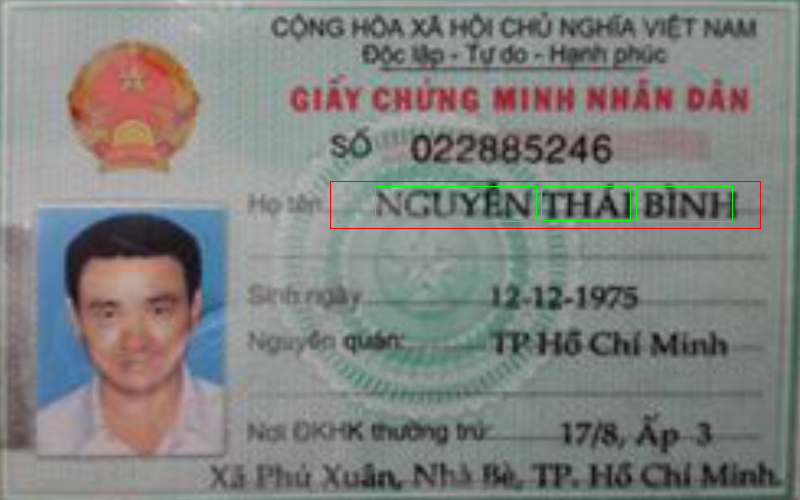 CỘNG HÒA XÃ HỘI CHỦ NGHĨA VIỆT NAM
Độc lập - Tự do - Hạnh phúc
GIẤY CHỨNG MINH NHÂN DÂN
SỐ 022885246
Họ tên: NGUYỄN THÁI BÌNH
Sinh ngày 12-12-1975
Nguyên quán: TP Hồ Chí Minh
Nơi ĐKHK thường trú: 17/8, Ấp 3
Xã Phú Xuân, Nhà Bè, TP. Hồ Chí Minh.